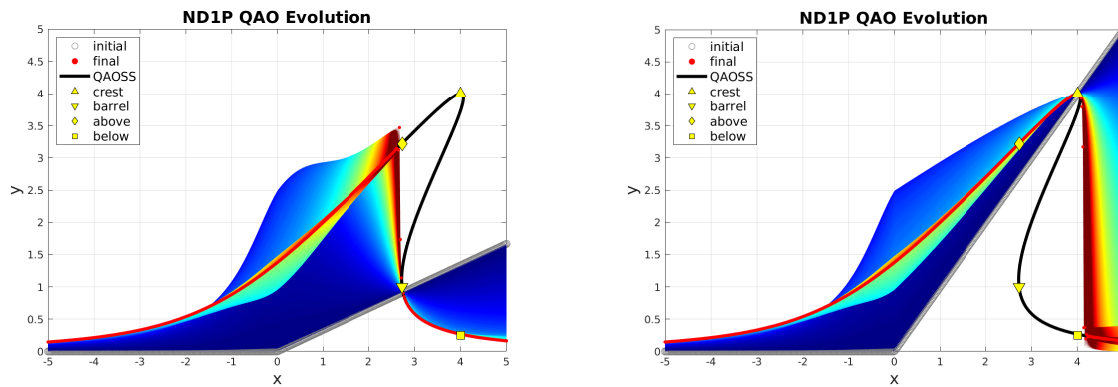 ND1P QAO Evolution
5
4.5
4
3.5
3
2.5
2
1.5
1
0.5
0
y
initial
final
QAOSS
crest
barrel
above
below
-5 -4 -3 -2 -1 0 1 2 3 4 5
x
ND1P QAO Evolution
5
4.5
4
3.5
3
2.5
2
1.5
1
0.5
0
y
initial
final
QAOSS
crest
barrel
above
below
-5 -4 -3 -2 -1 0 1 2 3 4
x